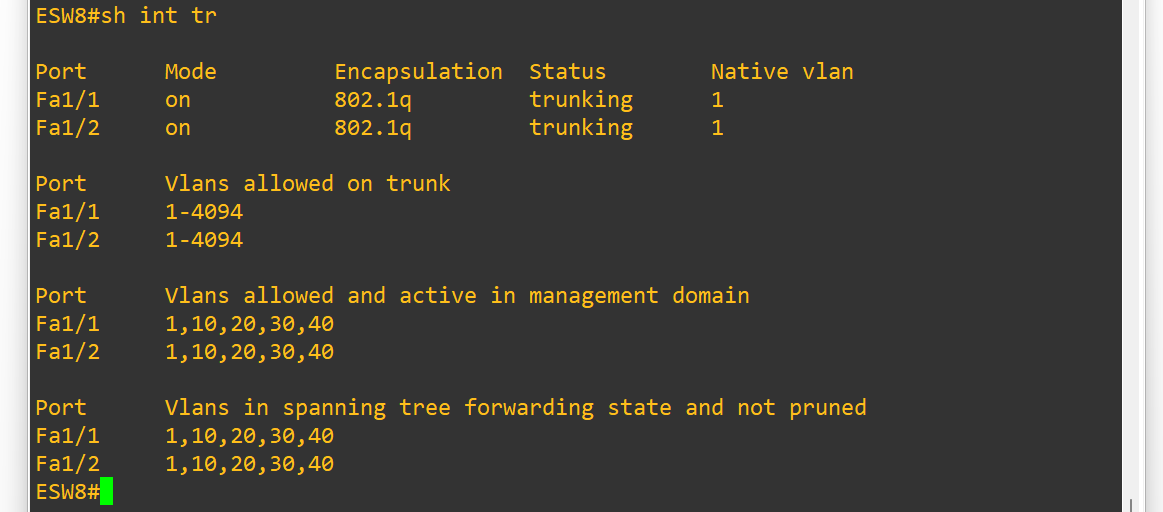 ESW8#sh int tr
Port Mode Encapsulation Status Native vlan
Fa1/1 on 802.1q trunking 1
Fa1/2 on 802.1q trunking 1
Port Vlans allowed on trunk
Fa1/1 1-4094
Fa1/2 1-4094
Port Vlans allowed and active in management domain
Fa1/1 1,10,20,30,40
Fa1/2 1,10,20,30,40
Port Vlans in spanning tree forwarding state and not pruned
Fa1/1 1,10,20,30,40
Fa1/2 1,10,20,30,40
ESW8#